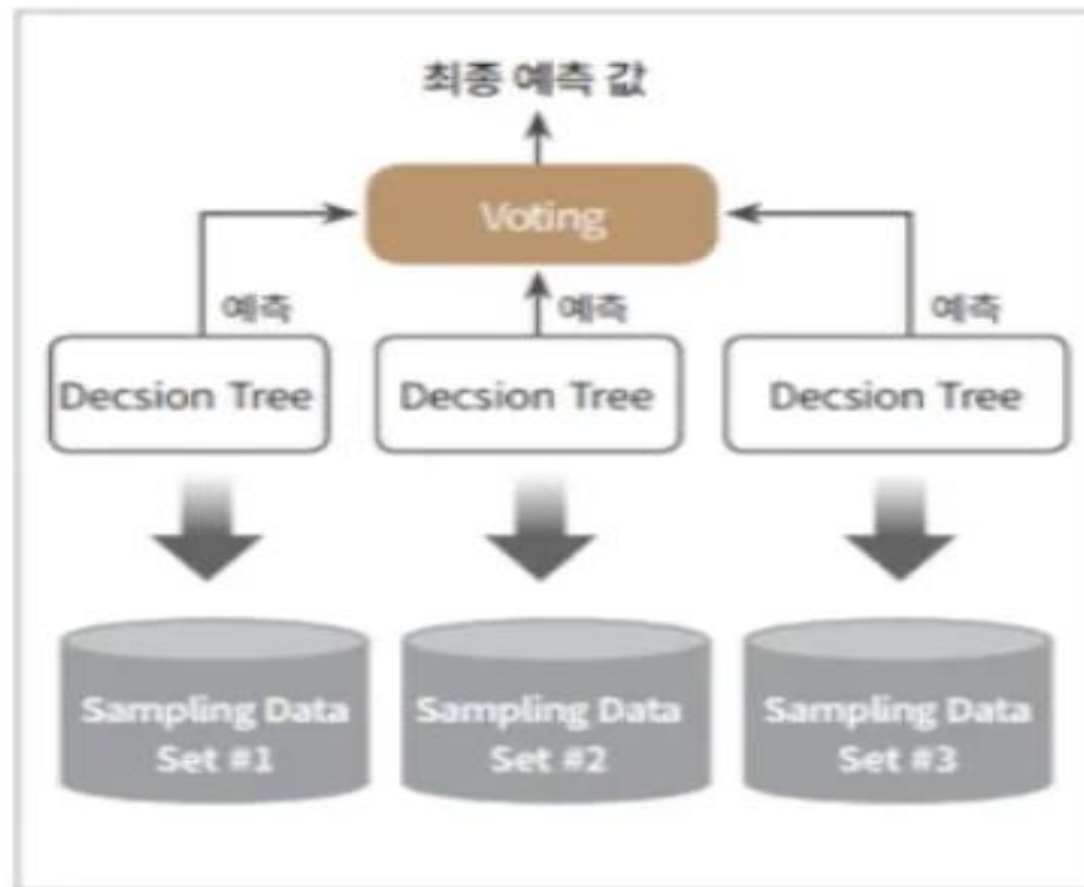 최종 예측 값
Voting
예측
예측
예측
Decsion Tree
Decsion Tree
Decsion Tree
Sampling Data
Set #1
Sampling Data
Set #2
Sampling Data
Set #3